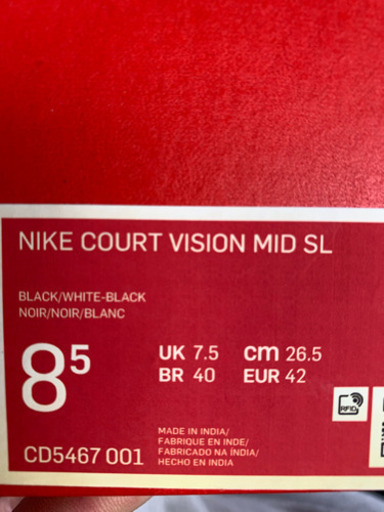 NIKE COURT VISION MID SL
BLACK/WHITE-BLACK
NOIR/NOIR/BLANC
8⁵
UK 7.5 cm 26.5
BR 40 EUR 42
RFID
MADE IN INDIA/
FABRIQUE EN INDE/
FABRICADO NA ÍNDIA/
HECHO EN INDIA
CD5467 001